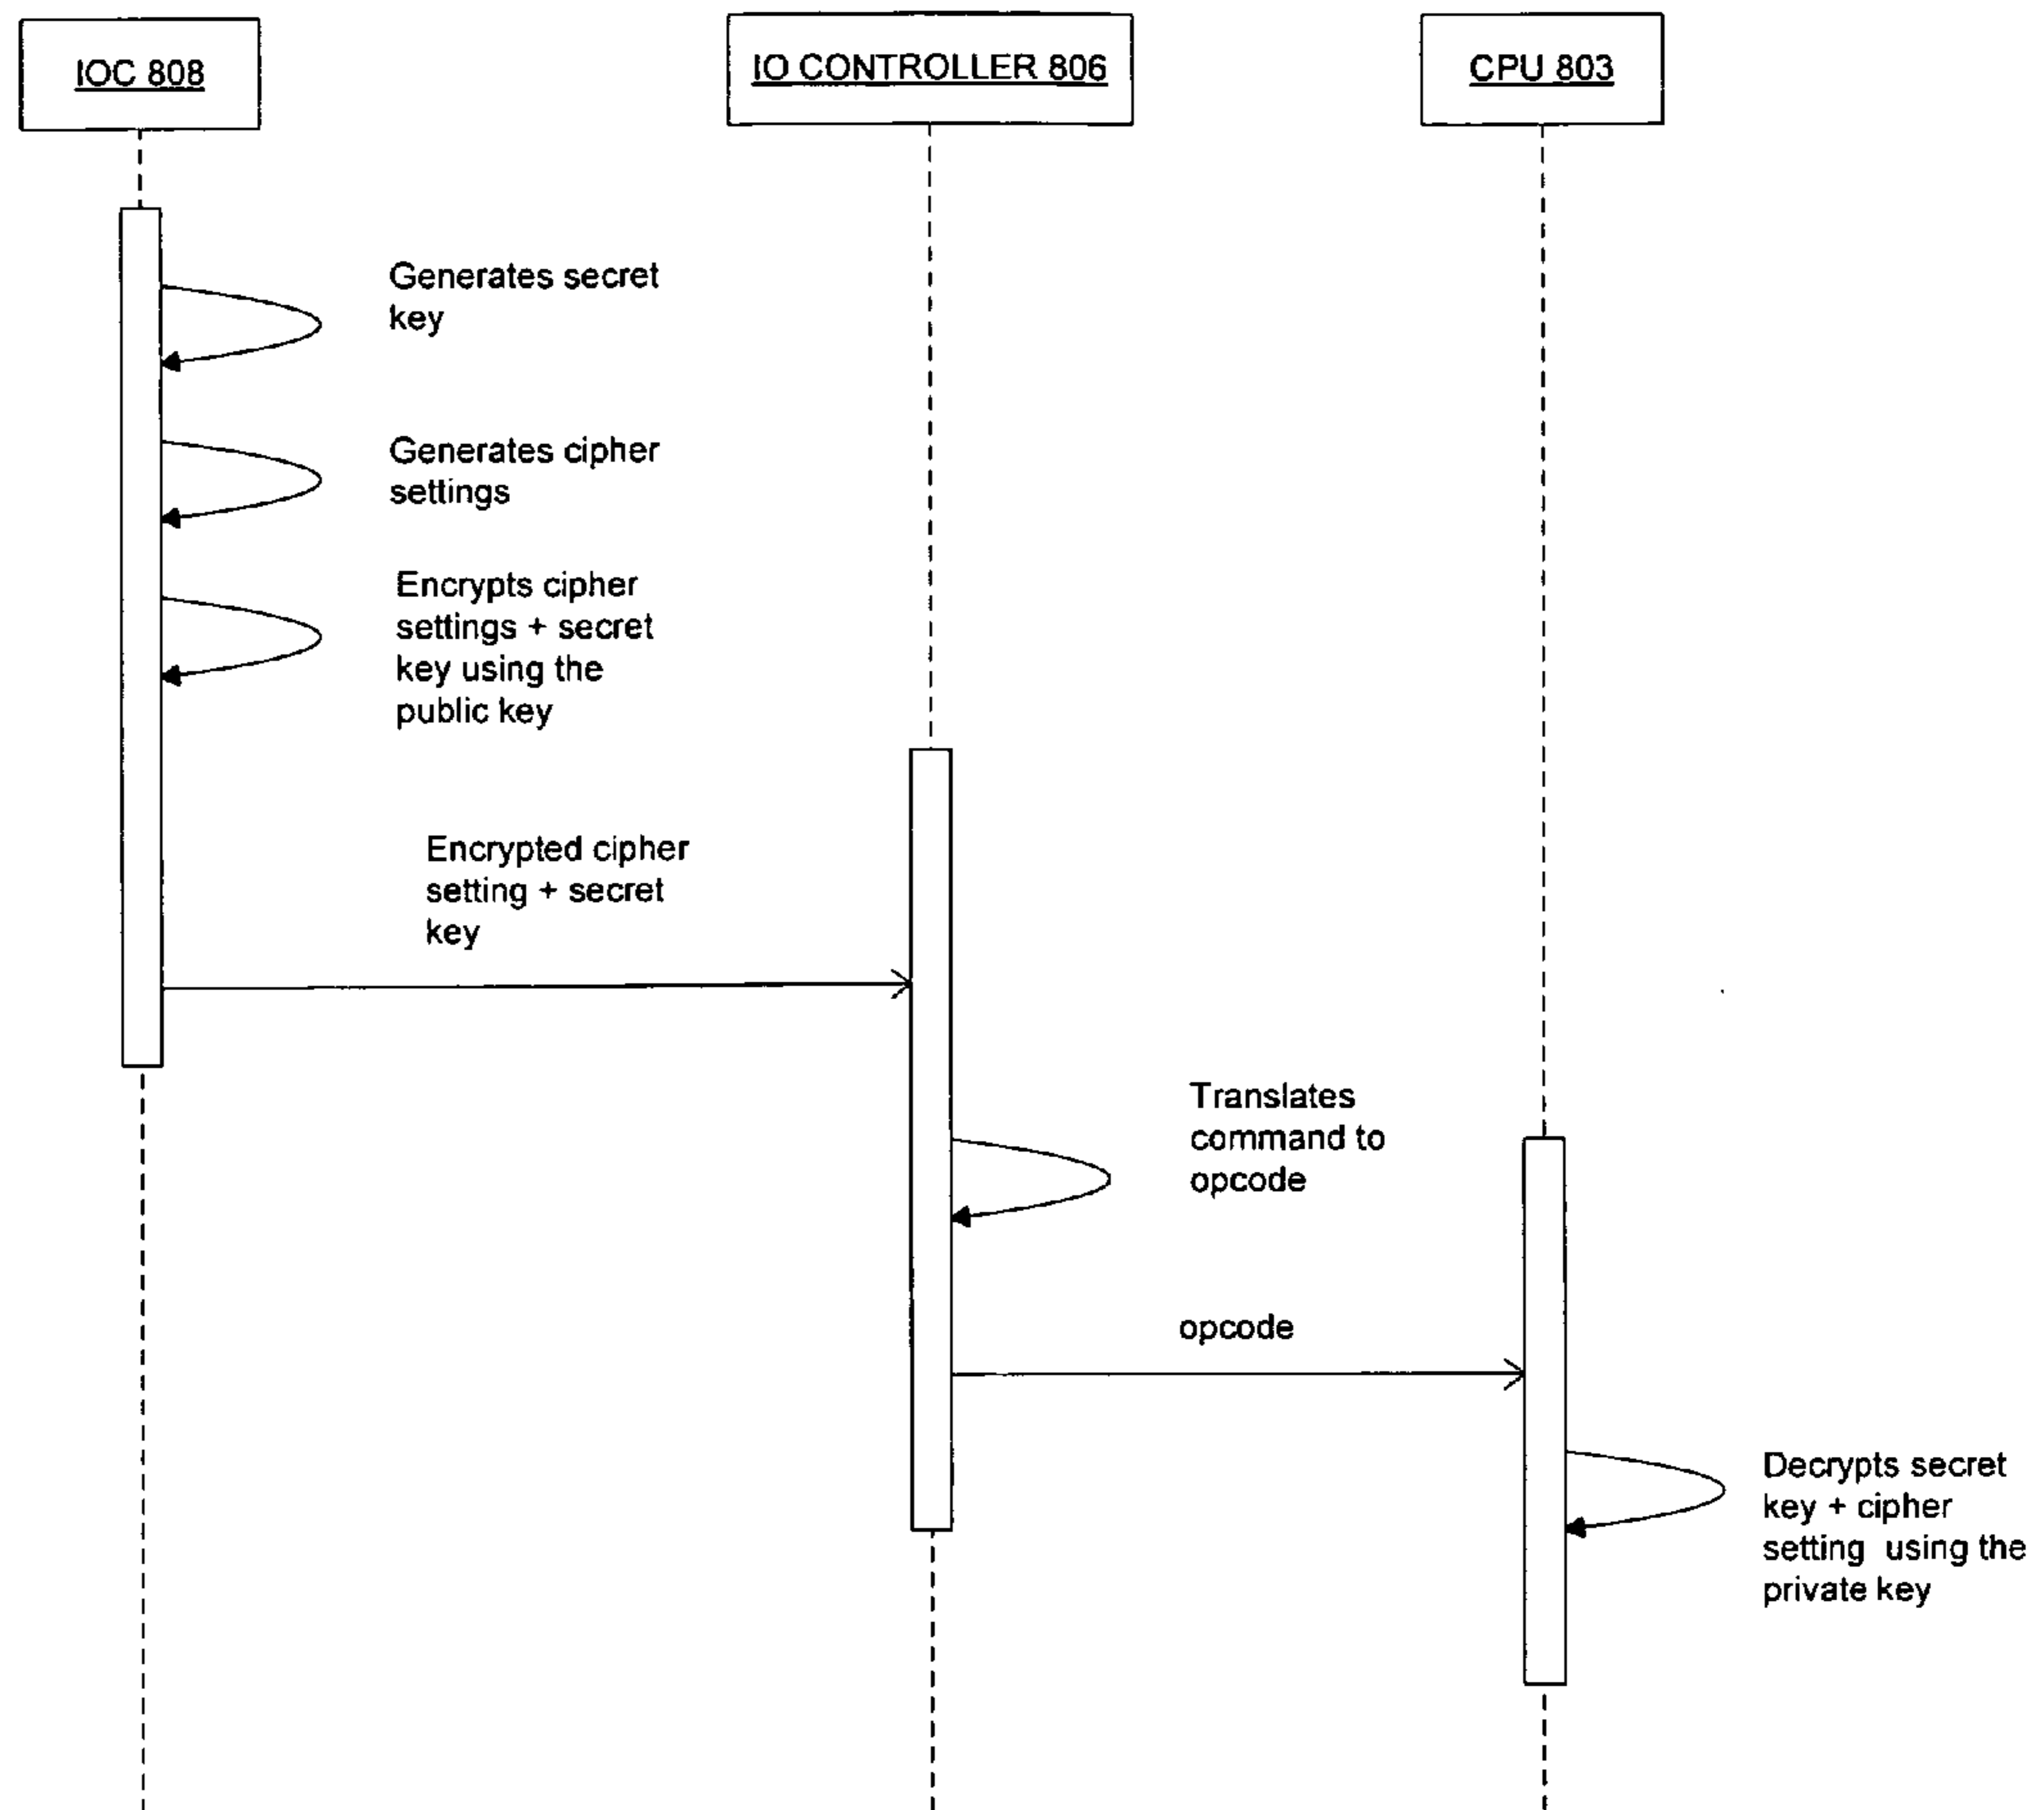 IOC 808
IO CONTROLLER 806
CPU 803
Generates secret
key
Generates cipher
settings
Encrypts cipher
settings + secret
key using the
public key
Encrypted cipher
setting + secret
key
Translates
command to
opcode
opcode
Decrypts secret
key + cipher
setting using the
private key